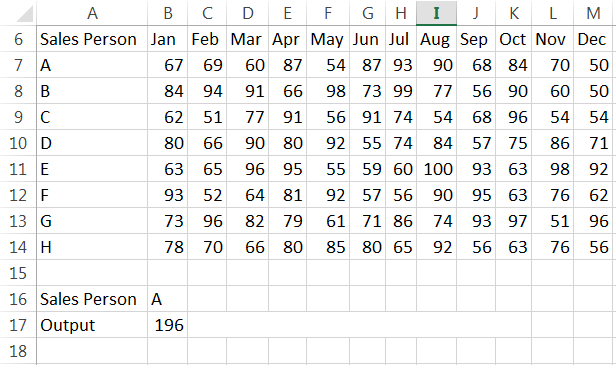 A B C D E F G H I J K L M
6 Sales Person Jan Feb Mar Apr May Jun Jul Aug Sep Oct Nov Dec
7 A 67 69 60 87 54 87 93 90 68 84 70 50
8 B 84 94 91 66 98 73 99 77 56 90 60 50
9 C 62 51 77 91 56 91 74 54 68 96 54 54
10 D 80 66 90 80 92 55 74 84 57 75 86 71
11 E 63 65 96 95 55 59 60 100 93 63 98 92
12 F 93 52 64 81 92 57 56 90 95 63 76 62
13 G 73 96 82 79 61 71 86 74 93 97 51 96
14 H 78 70 66 80 85 80 65 92 56 63 76 56
15
16 Sales Person A
17 Output 196
18